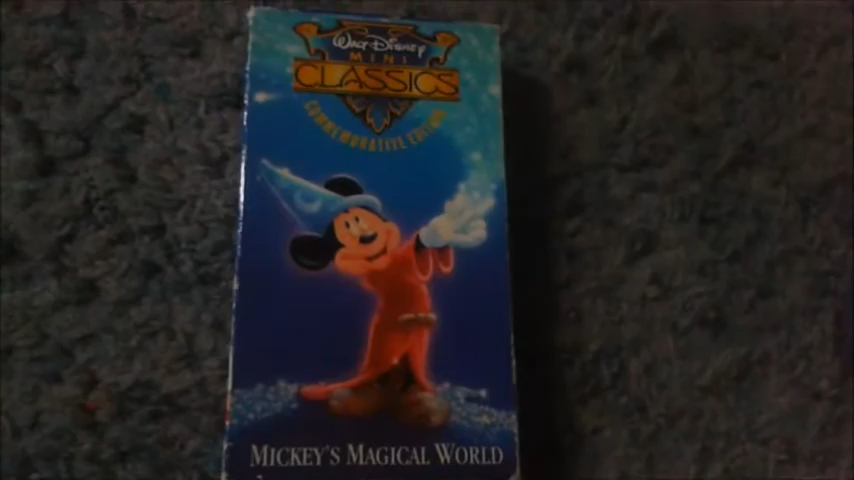 Walt Disney
MINI
CLASSICS
COMMEMORATIVE EDITION
MICKEY'S MAGICAL WORLD